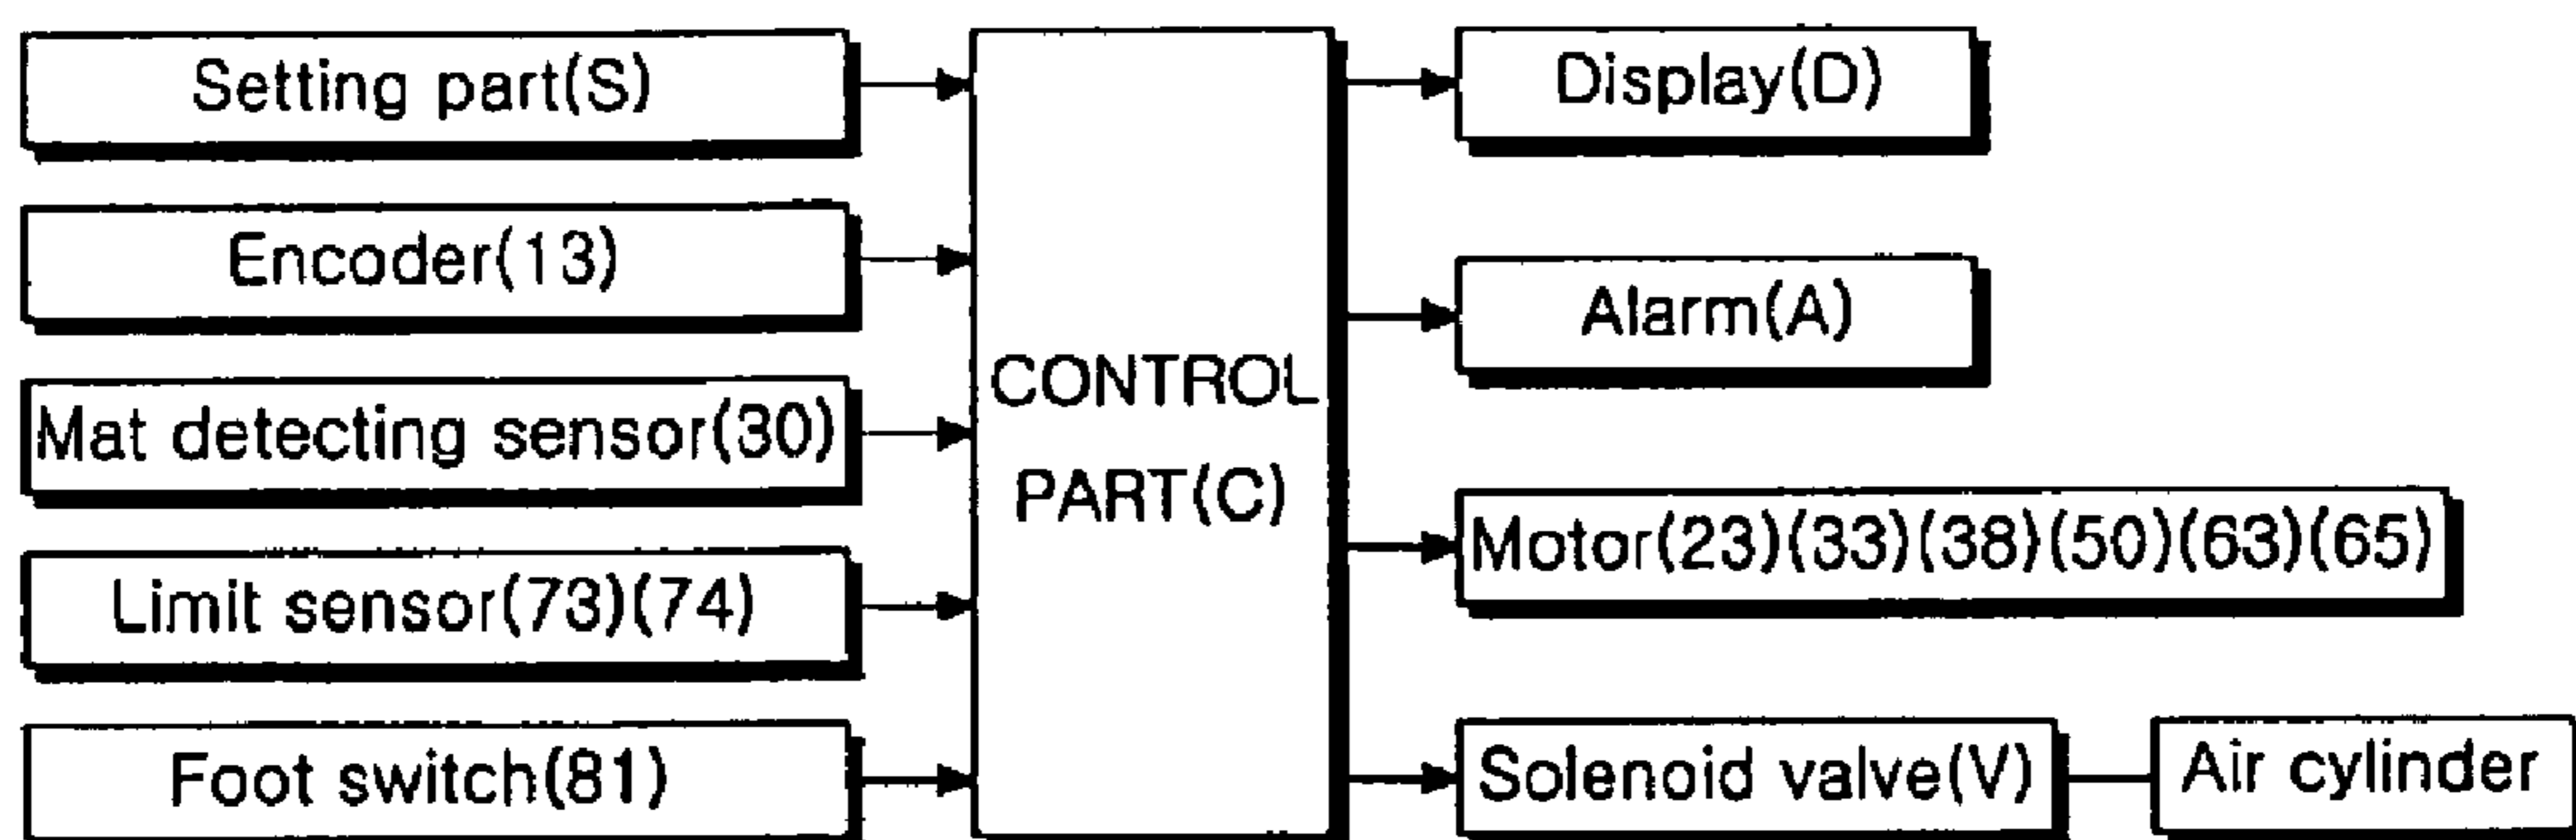 Setting part(S)
Encoder(13)
Mat detecting sensor(30)
Limit sensor(73)(74)
Foot switch(81)
CONTROL
PART(C)
Display(D)
Alarm(A)
Motor(23)(33)(38)(50)(63)(65)
Solenoid valve(V)
Air cylinder